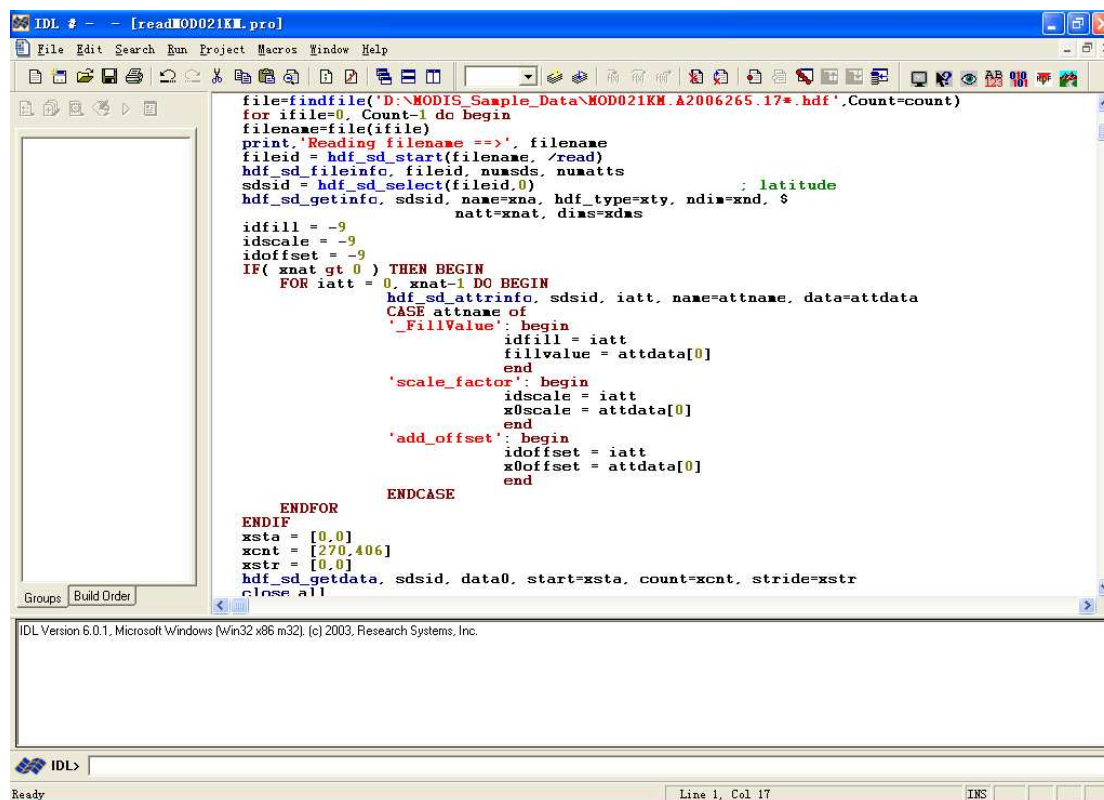 IDL # - - [readMOD021KM.pro]
File Edit Search Run Project Macros Window Help
file=findfile('D:\MODIS_Sample_Data\MOD021KM.A2006265.17*.hdf',Count=count)
for ifile=0, Count-1 do begin
filename=file(ifile)
print,'Reading filename ==>', filename
fileid = hdf_sd_start(filename, /read)
hdf_sd_fileinfo, fileid, numsds, numatts
sdsid = hdf_sd_select(fileid,0) ; latitude
hdf_sd_getinfo, sdsid, name=xna, hdf_type=xty, ndim=xnd, $
natt=xnat, dims=xdms
idfill = -9
idscale = -9
idoffset = -9
IF( xnat gt 0 ) THEN BEGIN
FOR iatt = 0, xnat-1 DO BEGIN
hdf_sd_attrinfo, sdsid, iatt, name=attname, data=attdata
CASE attname of
'_FillValue': begin
idfill = iatt
fillvalue = attdata[0]
end
'scale_factor': begin
idscale = iatt
x0scale = attdata[0]
end
'add_offset': begin
idoffset = iatt
x0offset = attdata[0]
end
ENDCASE
ENDFOR
ENDIF
xsta = [0,0]
xcnt = [270,406]
xstr = [0,0]
hdf_sd_getdata, sdsid, data0, start=xsta, count=xcnt, stride=xstr
close all
Groups Build Order
IDL Version 6.0.1, Microsoft Windows (Win32 x86 m32). (c) 2003, Research Systems, Inc.
IDL>
Ready Line 1, Col 17 INS